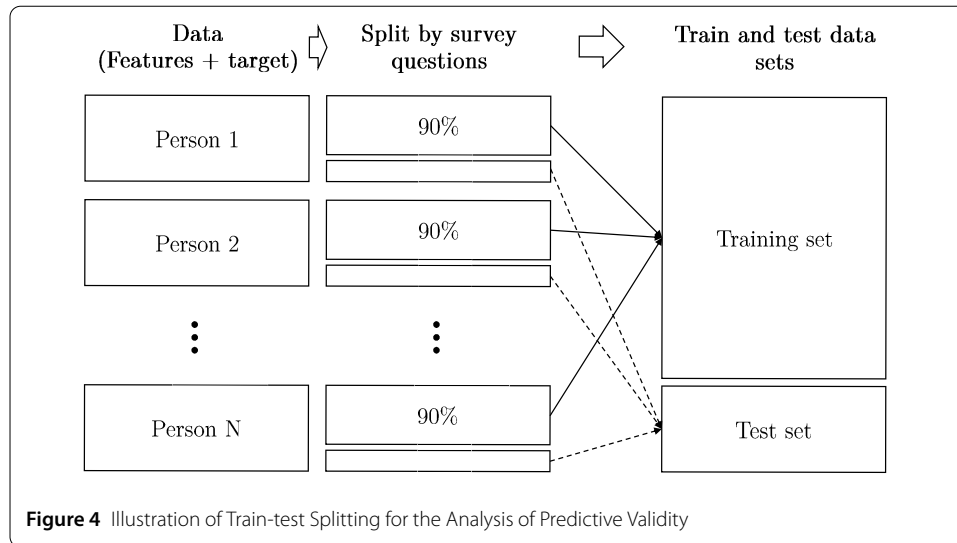 Data
(Features + target)
Split by survey
questions
Train and test data
sets
Person 1
90%
Person 2
90%
Training set
Person N
90%
Test set
Figure 4 Illustration of Train-test Splitting for the Analysis of Predictive Validity